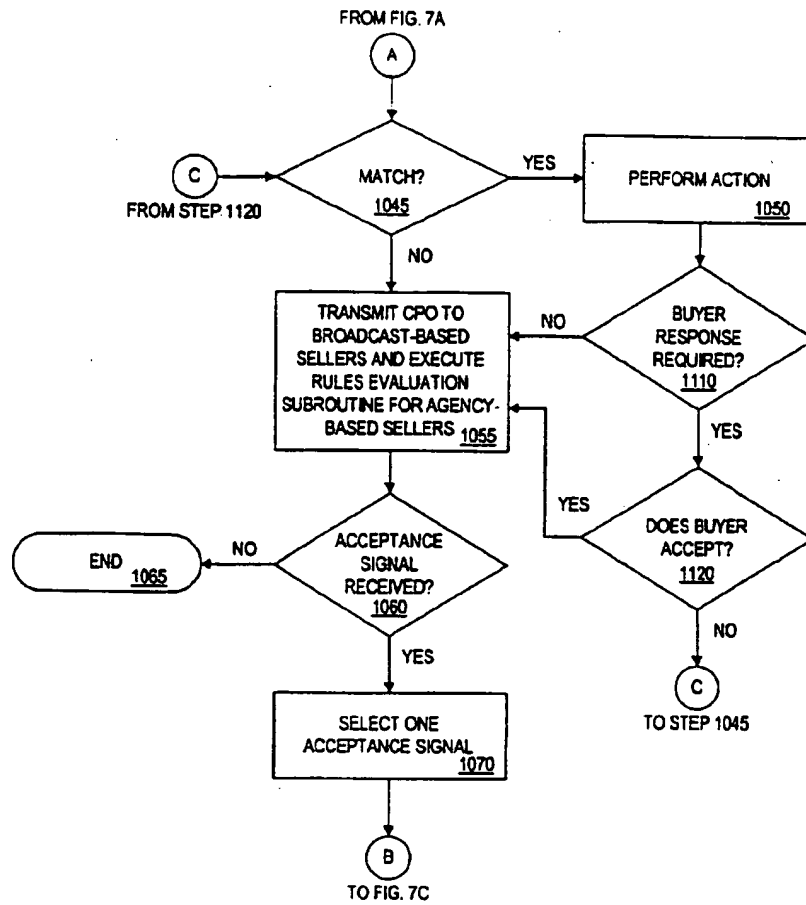 FROM FIG. 7A
A
C
FROM STEP 1120
MATCH?
1045
YES
PERFORM ACTION
1050
NO
TRANSMIT CPO TO
BROADCAST-BASED
SELLERS AND EXECUTE
RULES EVALUATION
SUBROUTINE FOR AGENCY-
BASED SELLERS 1055
NO
BUYER
RESPONSE
REQUIRED?
1110
YES
YES
DOES BUYER
ACCEPT?
1120
NO
C
TO STEP 1045
ACCEPTANCE
SIGNAL
RECEIVED?
1060
NO
END
1065
YES
SELECT ONE
ACCEPTANCE SIGNAL
1070
B
TO FIG. 7C